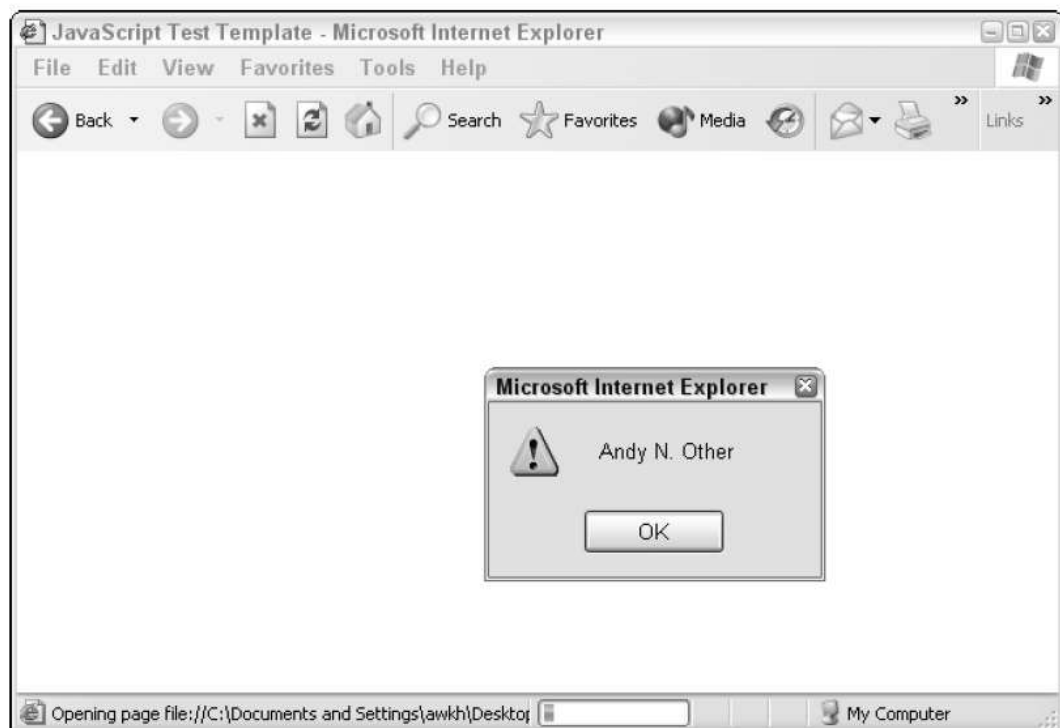 JavaScript Test Template - Microsoft Internet Explorer
File Edit View Favorites Tools Help
Back Search Favorites Media » Links »
Microsoft Internet Explorer
Andy N. Other
OK
Opening page file://C:\Documents and Settings\awkh\Desktop My Computer